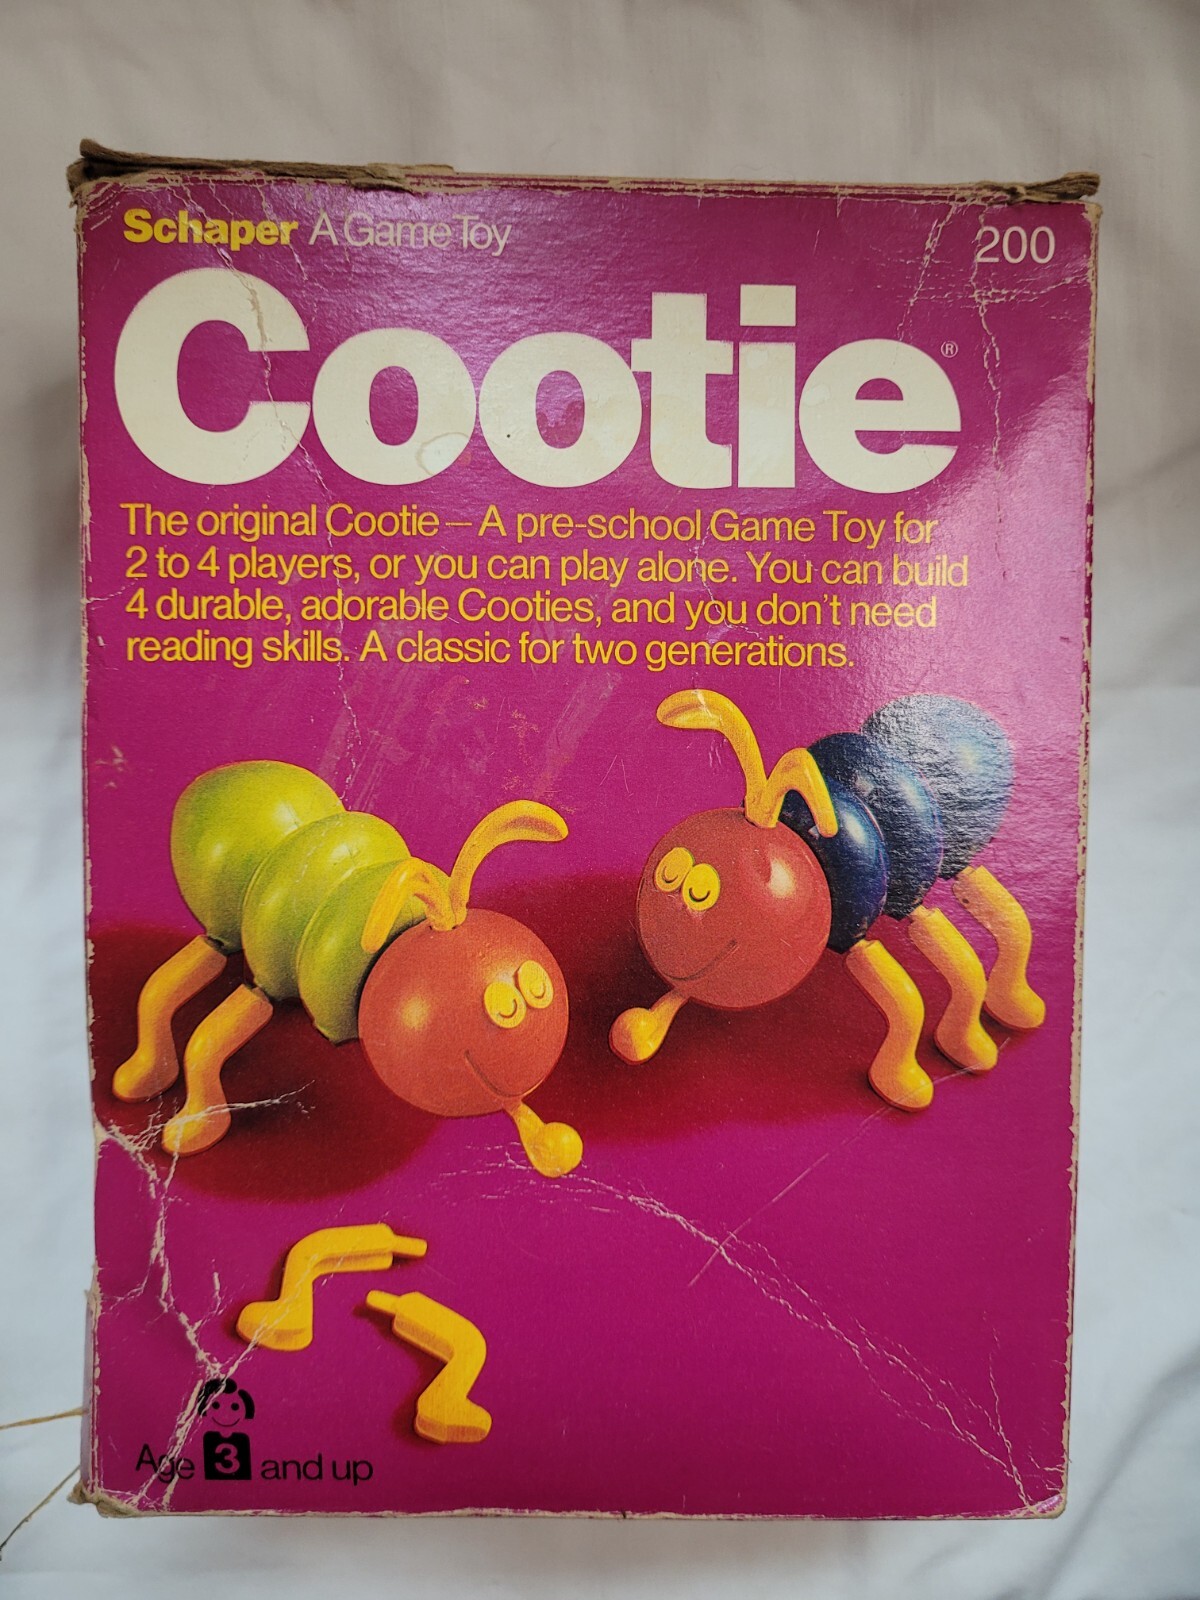 Schaper A Game Toy
200
Cootie®
The original Cootie – A pre-school Game Toy for
2 to 4 players, or you can play alone. You can build
4 durable, adorable Cooties, and you don't need
reading skills. A classic for two generations.
Age 3 and up